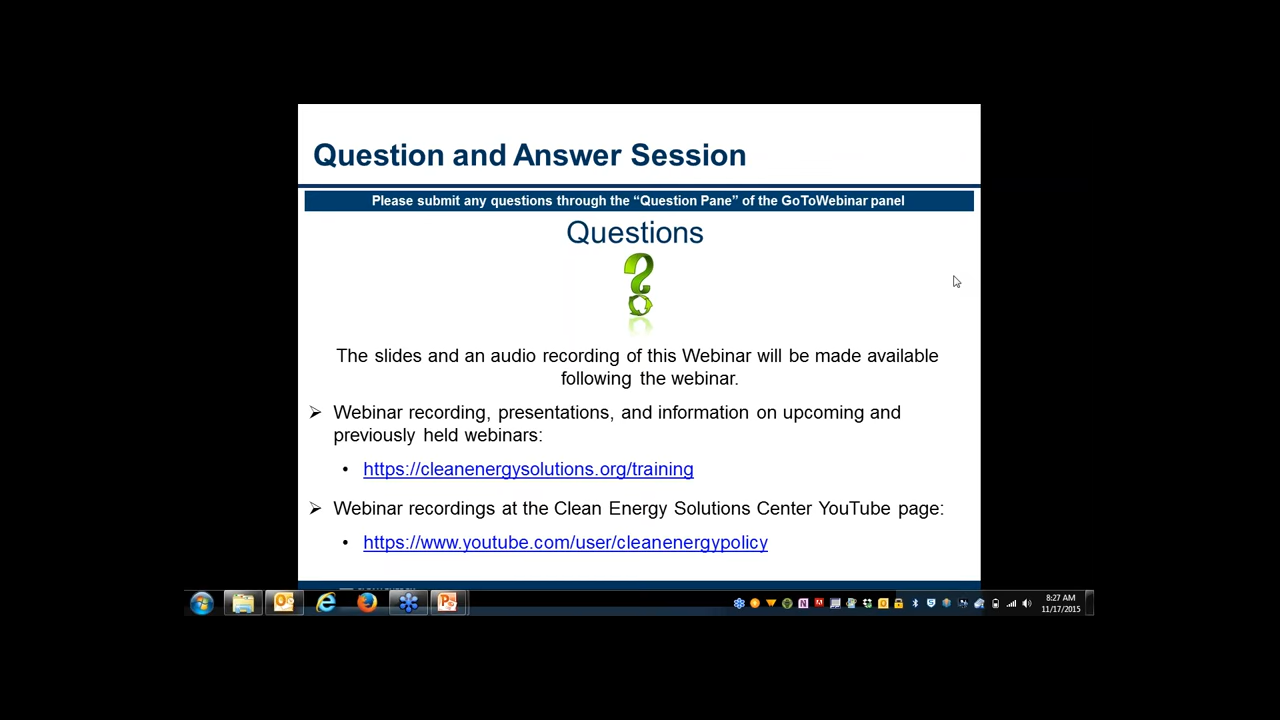 Question and Answer Session
Please submit any questions through the “Question Pane” of the GoToWebinar panel
Questions
The slides and an audio recording of this Webinar will be made available
following the webinar.
➢ Webinar recording, presentations, and information on upcoming and
previously held webinars:
• https://cleanenergysolutions.org/training
➢ Webinar recordings at the Clean Energy Solutions Center YouTube page:
• https://www.youtube.com/user/cleanenergypolicy
8:27 AM
11/17/2015